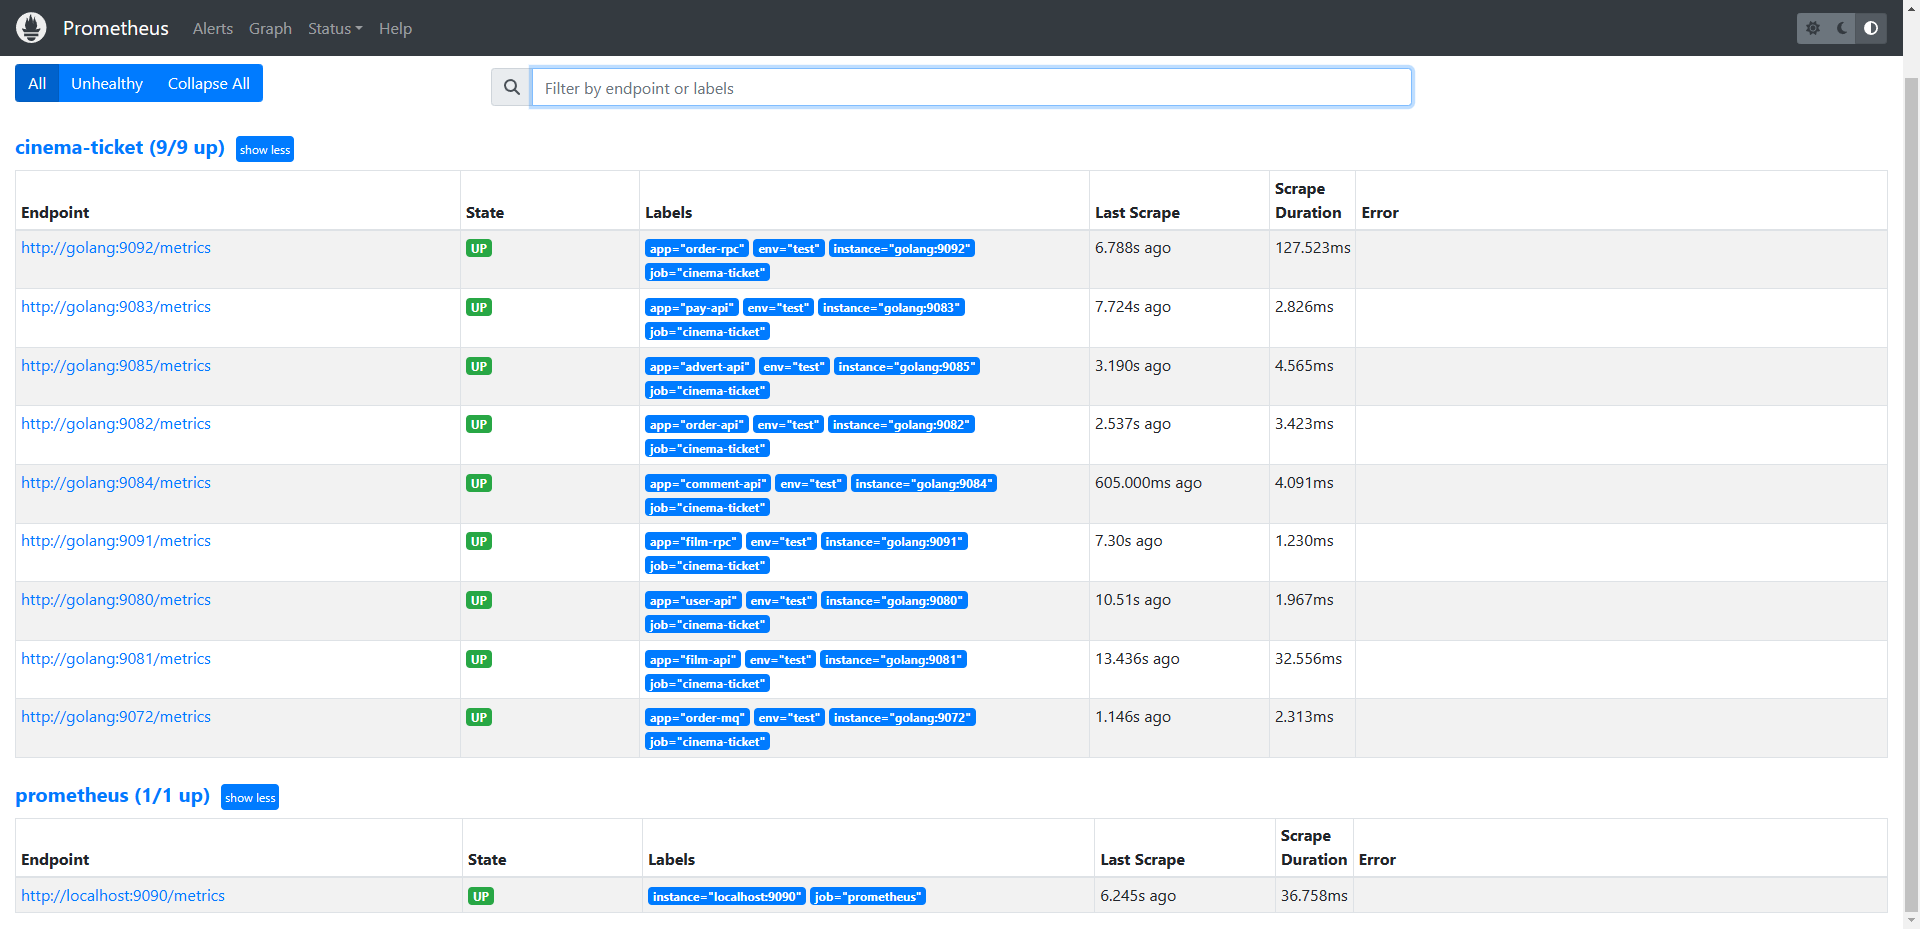 Prometheus Alerts Graph Status Help
All Unhealthy Collapse All Filter by endpoint or labels
cinema-ticket (9/9 up) show less
Endpoint State Labels Last Scrape Scrape Duration Error
http://golang:9092/metrics UP app="order-rpc" env="test" instance="golang:9092" 6.788s ago 127.523ms
job="cinema-ticket"
http://golang:9083/metrics UP app="pay-api" env="test" instance="golang:9083" 7.724s ago 2.826ms
job="cinema-ticket"
http://golang:9085/metrics UP app="advert-api" env="test" instance="golang:9085" 3.190s ago 4.565ms
job="cinema-ticket"
http://golang:9082/metrics UP app="order-api" env="test" instance="golang:9082" 2.537s ago 3.423ms
job="cinema-ticket"
http://golang:9084/metrics UP app="comment-api" env="test" instance="golang:9084" 605.000ms ago 4.091ms
job="cinema-ticket"
http://golang:9091/metrics UP app="film-rpc" env="test" instance="golang:9091" 7.30s ago 1.230ms
job="cinema-ticket"
http://golang:9080/metrics UP app="user-api" env="test" instance="golang:9080" 10.51s ago 1.967ms
job="cinema-ticket"
http://golang:9081/metrics UP app="film-api" env="test" instance="golang:9081" 13.436s ago 32.556ms
job="cinema-ticket"
http://golang:9072/metrics UP app="order-mq" env="test" instance="golang:9072" 1.146s ago 2.313ms
job="cinema-ticket"
prometheus (1/1 up) show less
Endpoint State Labels Last Scrape Scrape Duration Error
http://localhost:9090/metrics UP instance="localhost:9090" job="prometheus" 6.245s ago 36.758ms